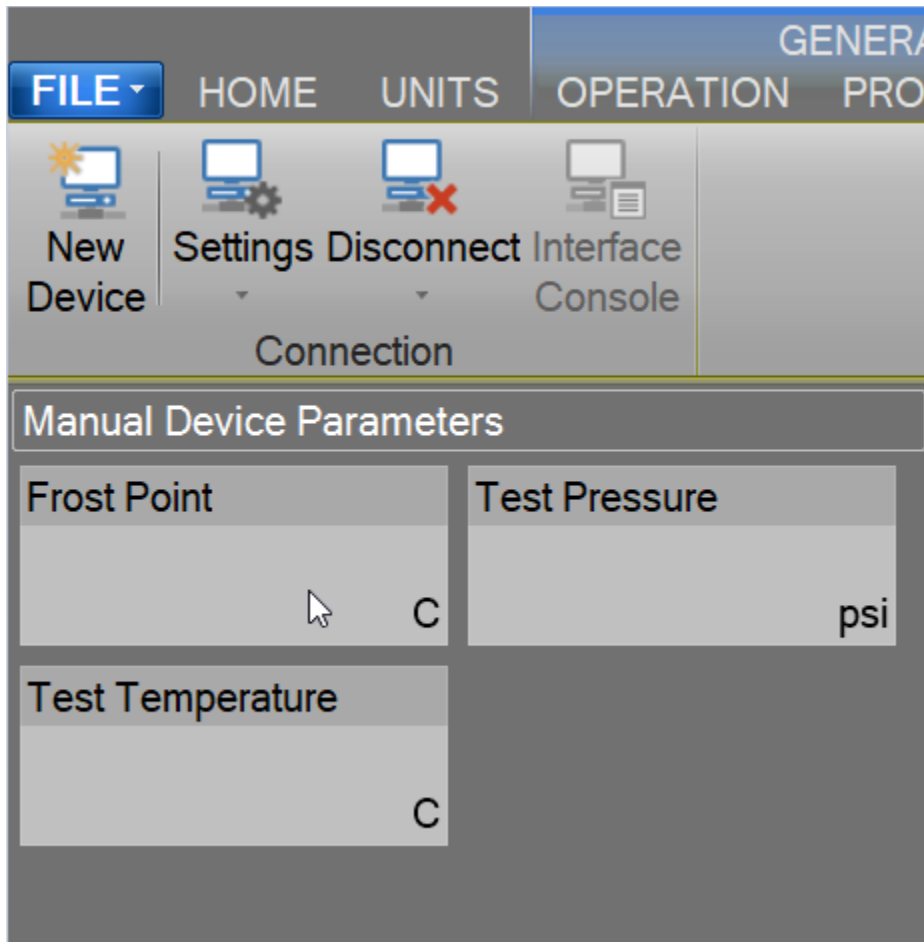 GENERA
FILE HOME UNITS OPERATION PRO
New Device
Settings
Disconnect
Interface Console
Connection
Manual Device Parameters
Frost Point
C
Test Pressure
psi
Test Temperature
C